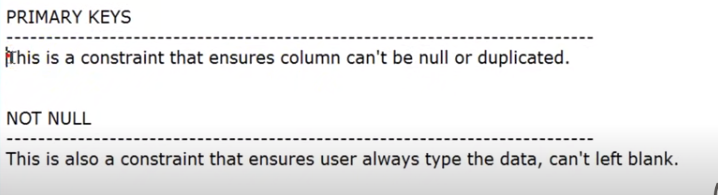 PRIMARY KEYS
--------------------------------------------------------------------------------
This is a constraint that ensures column can't be null or duplicated.
NOT NULL
--------------------------------------------------------------------------------
This is also a constraint that ensures user always type the data, can't left blank.